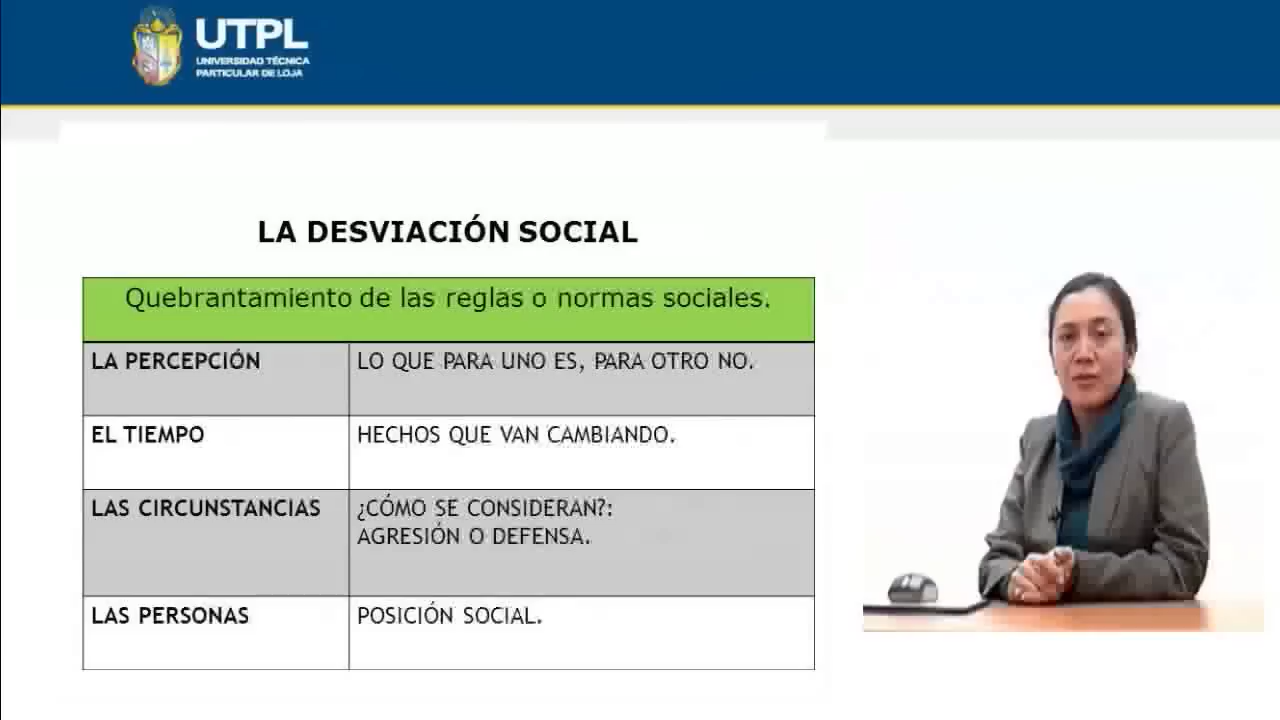 UTPL
UNIVERSIDAD TÉCNICA
PARTICULAR DE LOJA
LA DESVIACIÓN SOCIAL
Quebrantamiento de las reglas o normas sociales.
LA PERCEPCIÓN
LO QUE PARA UNO ES, PARA OTRO NO.
EL TIEMPO
HECHOS QUE VAN CAMBIANDO.
LAS CIRCUNSTANCIAS
¿CÓMO SE CONSIDERAN?:
AGRESIÓN O DEFENSA.
LAS PERSONAS
POSICIÓN SOCIAL.